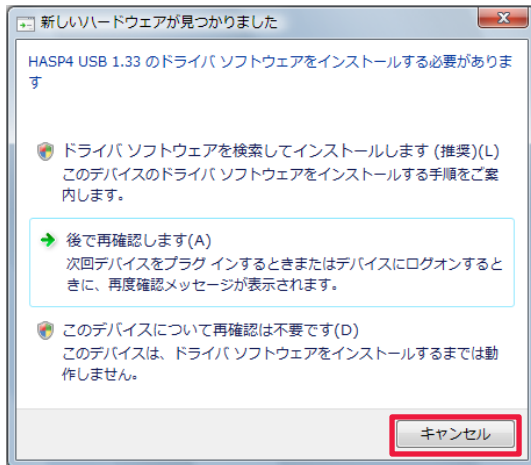 新しいハードウェアが見つかりました
HASP4 USB 1.33 のドライバ ソフトウェアをインストールする必要がありま
す
ドライバ ソフトウェアを検索してインストールします (推奨)(L)
このデバイスのドライバ ソフトウェアをインストールする手順をご案
内します。
後で再確認します(A)
次回デバイスをプラグ インするときまたはデバイスにログオンすると
きに、再度確認メッセージが表示されます。
このデバイスについて再確認は不要です(D)
このデバイスは、ドライバ ソフトウェアをインストールするまでは動
作しません。
キャンセル